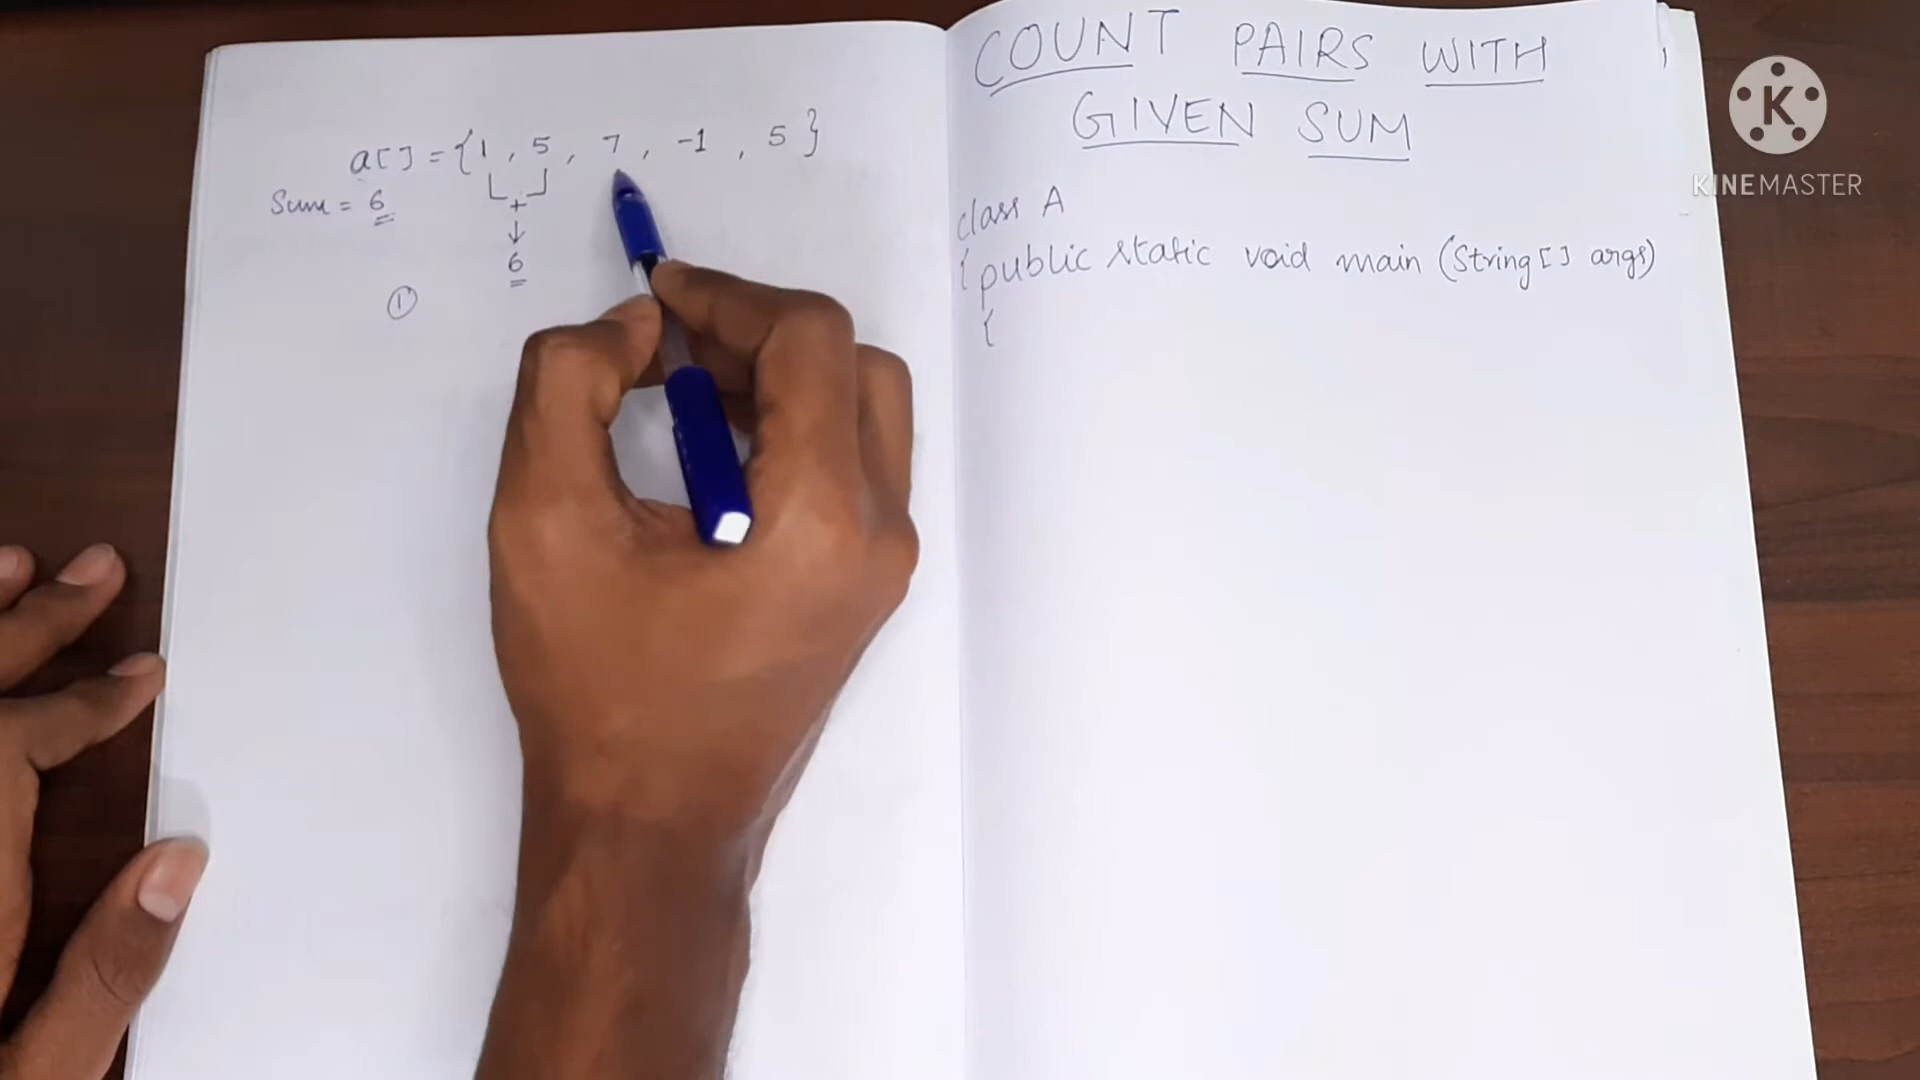 a[] = {1, 5, 7, -1, 5}
Sum = 6
+
↓
6
①
COUNT PAIRS WITH
GIVEN SUM
class A
{ public static void main (String[] args)
{
K
KINEMASTER